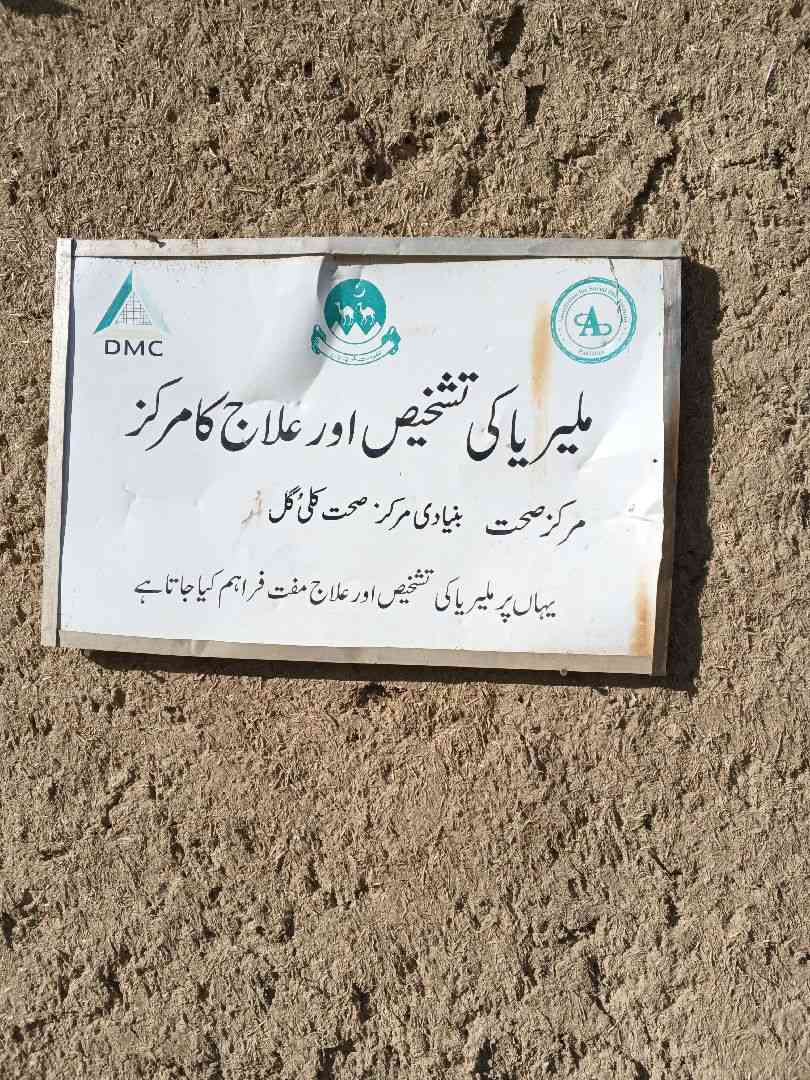 DMC
ملیریا کی تشخیص اور علاج کا مرکز
مرکز صحت بنیادی مرکز صحت کلی گل
یہاں پر ملیریا کی تشخیص اور علاج مفت فراہم کیا جاتا ہے